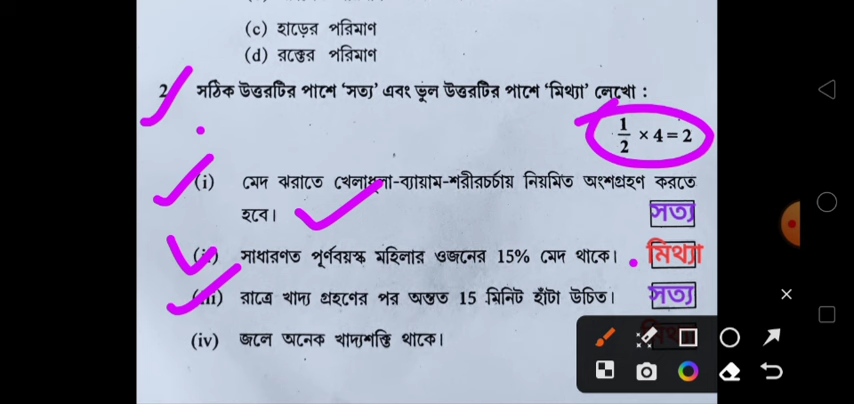 (c) হাড়ের পরিমাণ
(d) রক্তের পরিমাণ
2 সঠিক উত্তরটির পাশে ‘সত্য’ এবং ভুল উত্তরটির পাশে ‘মিথ্যা’ লেখো :
1/2 × 4 = 2
(i) মেদ ঝরাতে খেলাধুলা-ব্যায়াম-শরীরচর্চায় নিয়মিত অংশগ্রহণ করতে
হবে। সত্য
(ii) সাধারণত পূর্ণবয়স্ক মহিলার ওজনের 15% মেদ থাকে। মিথ্যা
(iii) রাত্রে খাদ্য গ্রহণের পর অন্তত 15 মিনিট হাঁটা উচিত। সত্য
(iv) জলে অনেক খাদ্যশক্তি থাকে। মিথ্যা